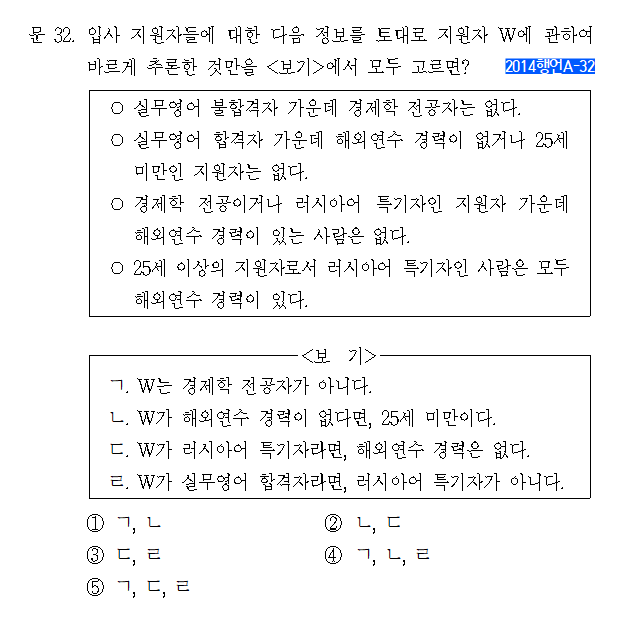 문 32. 입사 지원자들에 대한 다음 정보를 토대로 지원자 W에 관하여
바르게 추론한 것만을 <보기>에서 모두 고르면? 2014행언A-32
○ 실무영어 불합격자 가운데 경제학 전공자는 없다.
○ 실무영어 합격자 가운데 해외연수 경력이 없거나 25세
미만인 지원자는 없다.
○ 경제학 전공이거나 러시아어 특기자인 지원자 가운데
해외연수 경력이 있는 사람은 없다.
○ 25세 이상의 지원자로서 러시아어 특기자인 사람은 모두
해외연수 경력이 있다.
<보 기>
ㄱ. W는 경제학 전공자가 아니다.
ㄴ. W가 해외연수 경력이 없다면, 25세 미만이다.
ㄷ. W가 러시아어 특기자라면, 해외연수 경력은 없다.
ㄹ. W가 실무영어 합격자라면, 러시아어 특기자가 아니다.
① ㄱ, ㄴ ② ㄴ, ㄷ
③ ㄷ, ㄹ ④ ㄱ, ㄴ, ㄹ
⑤ ㄱ, ㄷ, ㄹ